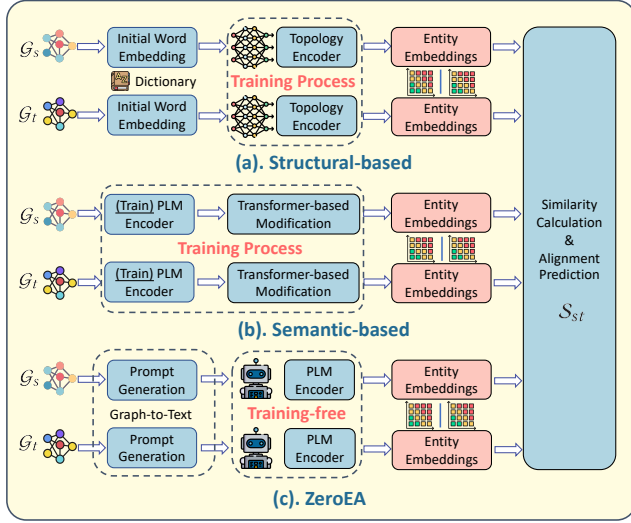 𝒢s
Initial Word
Embedding
Topology
Encoder
Entity
Embeddings
Dictionary
Training Process
𝒢t
Initial Word
Embedding
Topology
Encoder
Entity
Embeddings
(a). Structural-based
𝒢s
(Train) PLM
Encoder
Transformer-based
Modification
Entity
Embeddings
Training Process
𝒢t
(Train) PLM
Encoder
Transformer-based
Modification
Entity
Embeddings
(b). Semantic-based
𝒢s
Prompt
Generation
PLM
Encoder
Entity
Embeddings
Graph-to-Text
Training-free
𝒢t
Prompt
Generation
PLM
Encoder
Entity
Embeddings
(c). ZeroEA
Similarity
Calculation
&
Alignment
Prediction
𝒮st